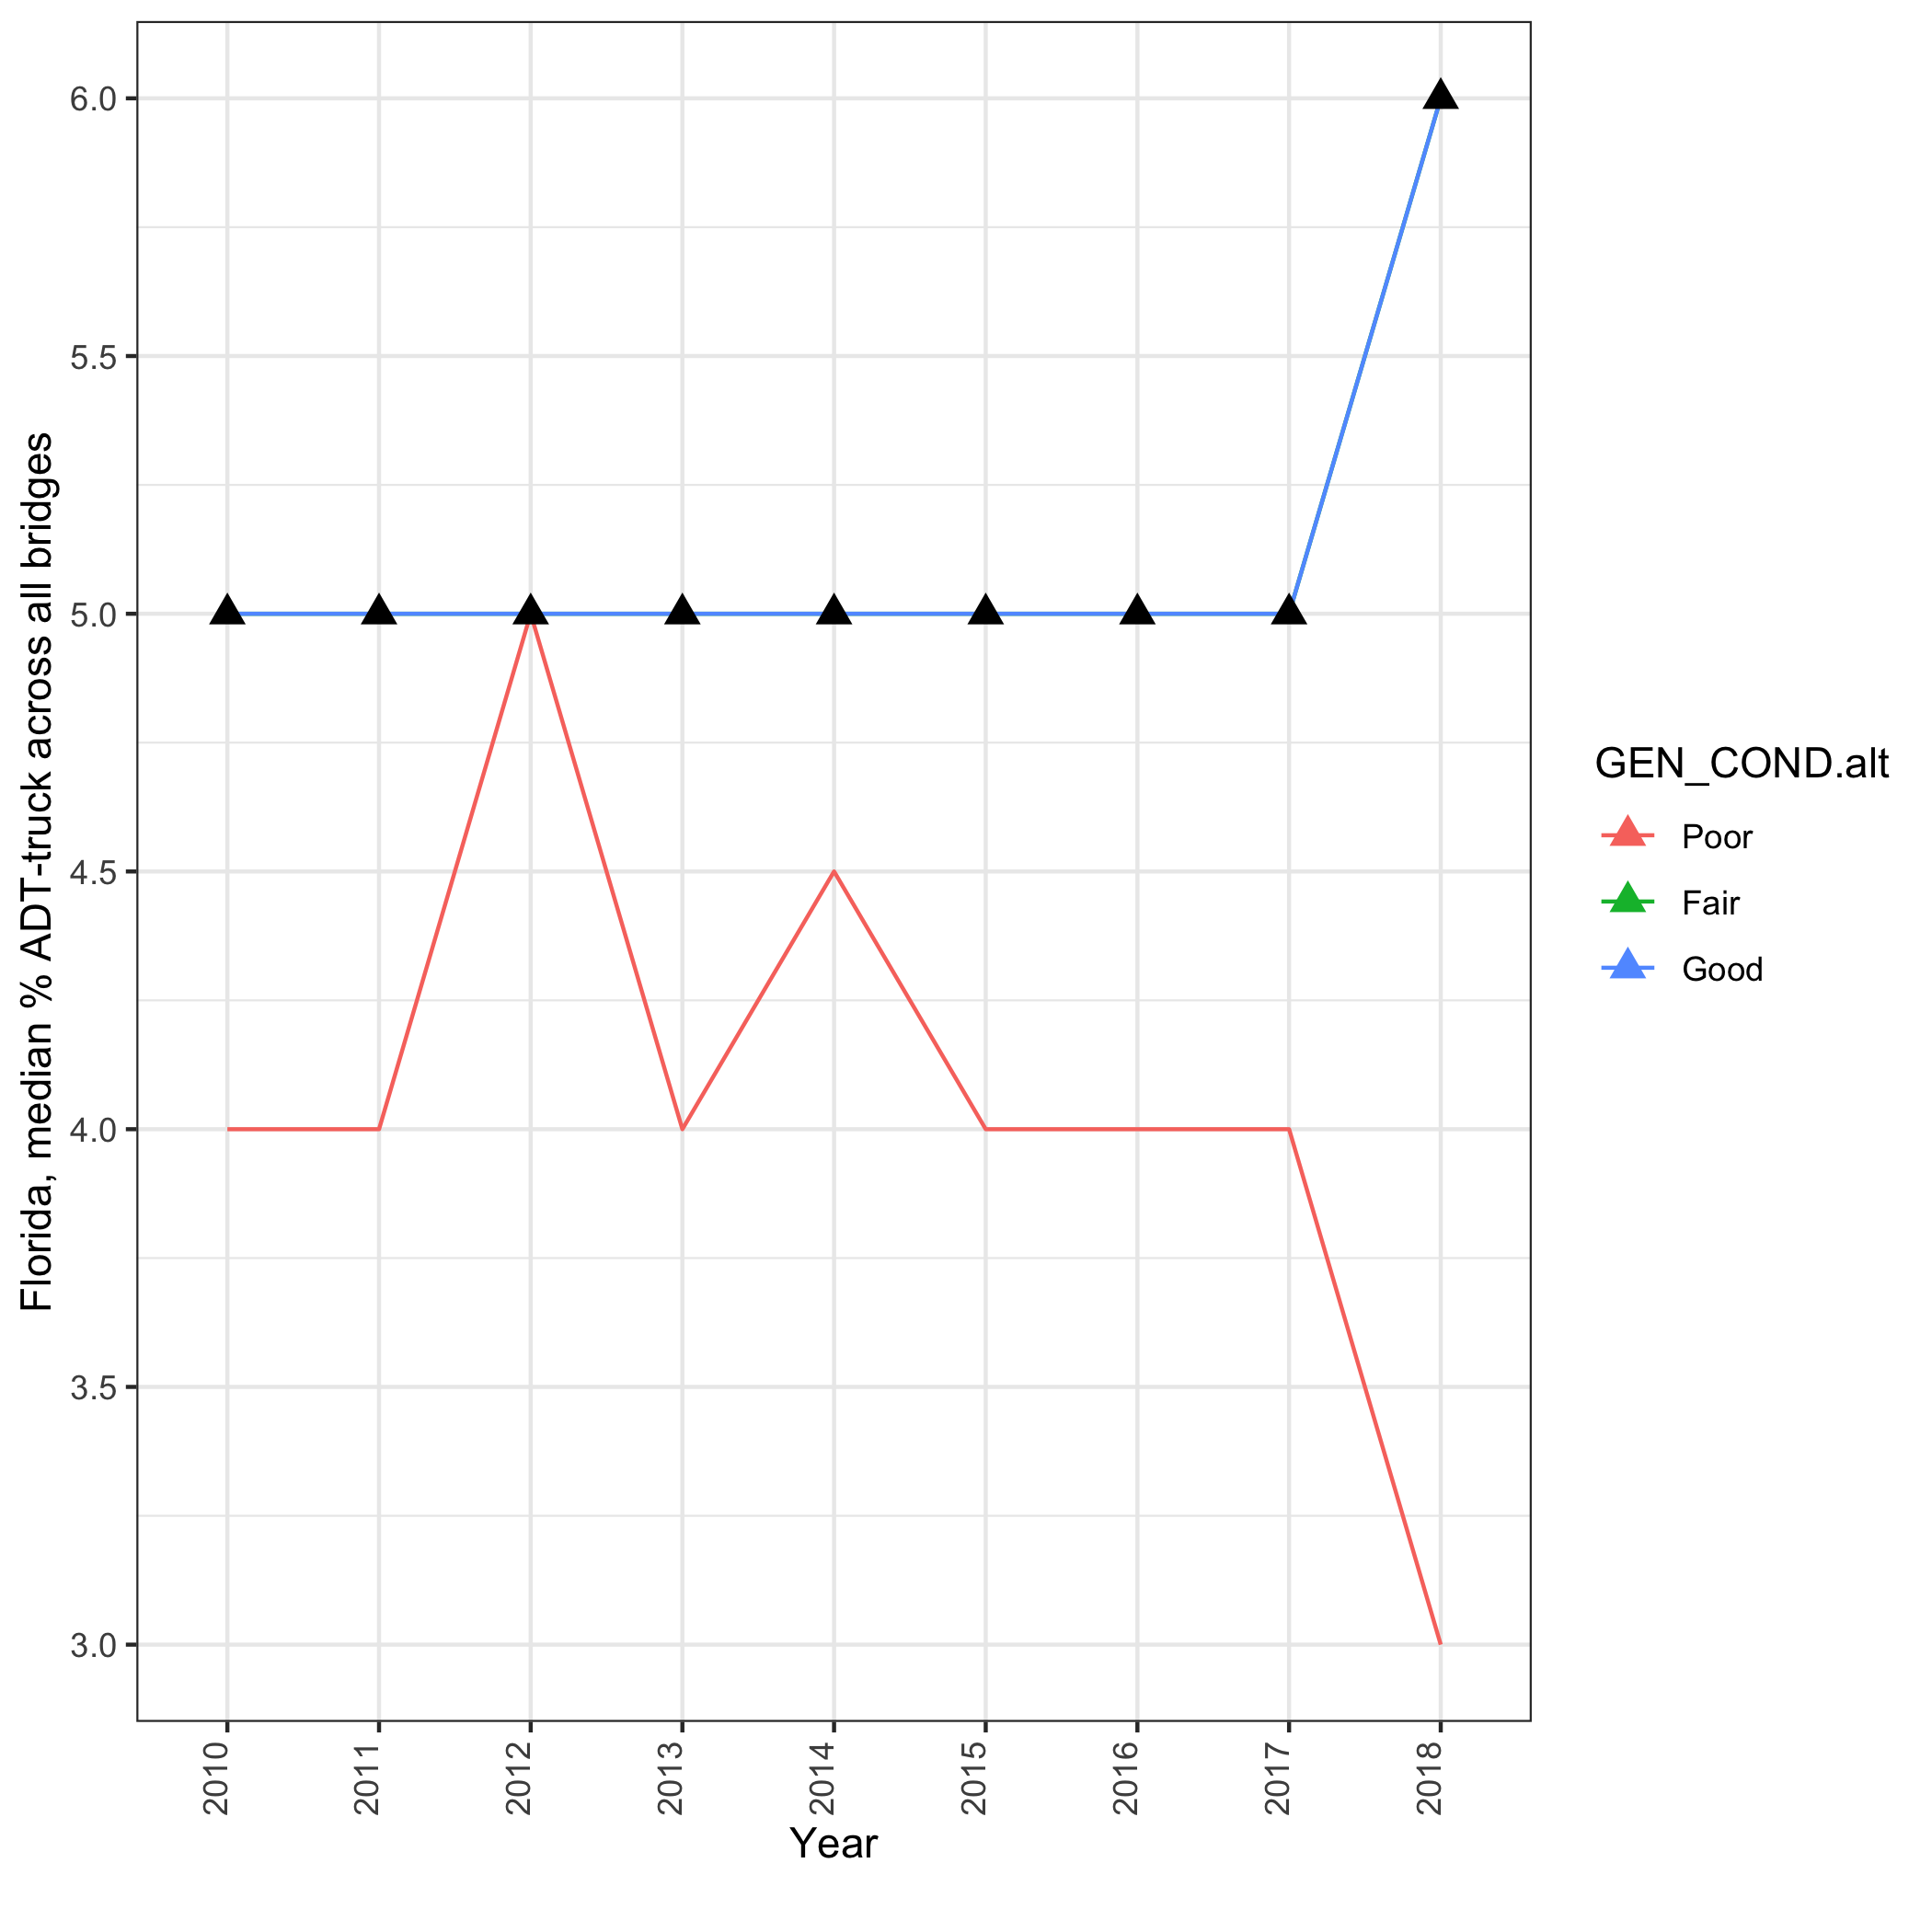 Florida, median % ADT-truck across all bridges
6.0
5.5
5.0
4.5
4.0
3.5
3.0
2010
2011
2012
2013
2014
2015
2016
2017
2018
Year
GEN_COND.alt
Poor
Fair
Good